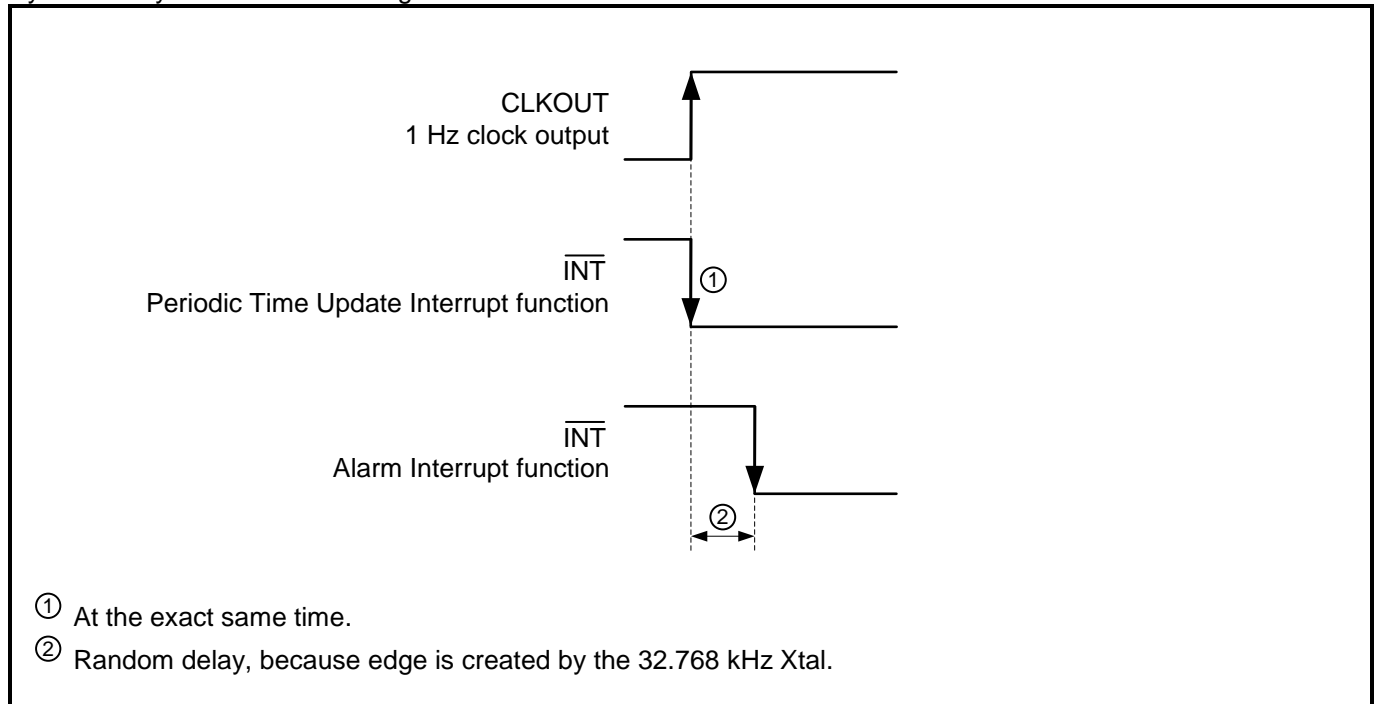 CLKOUT
1 Hz clock output
INT
Periodic Time Update Interrupt function
①
INT
Alarm Interrupt function
②
① At the exact same time.
② Random delay, because edge is created by the 32.768 kHz Xtal.